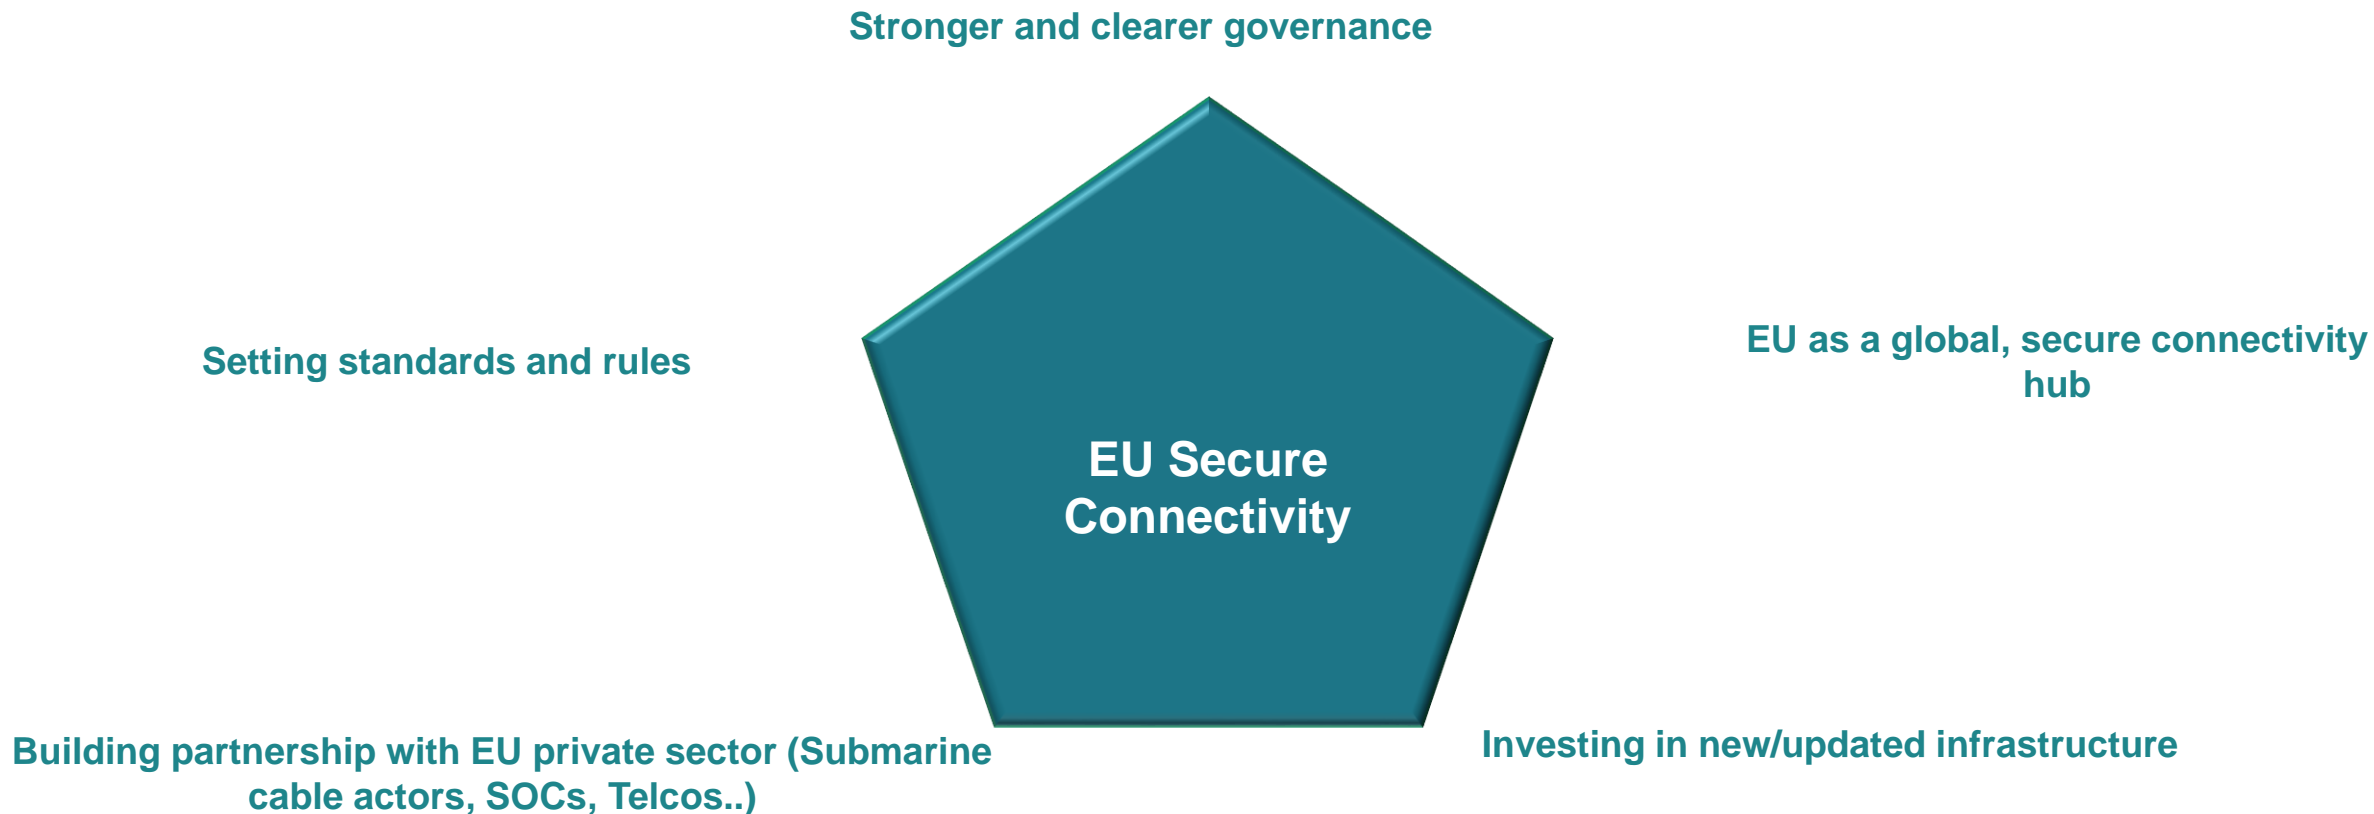 Stronger and clearer governance
Setting standards and rules
EU as a global, secure connectivity
hub
EU Secure
Connectivity
Building partnership with EU private sector (Submarine
cable actors, SOCs, Telcos..)
Investing in new/updated infrastructure